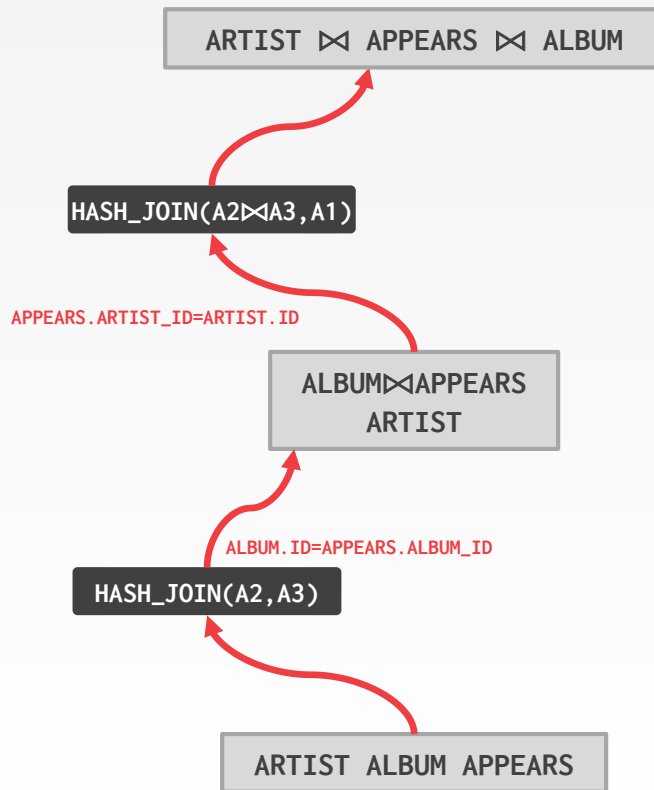 ARTIST ⋈ APPEARS ⋈ ALBUM
HASH_JOIN(A2⋈A3,A1)
APPEARS.ARTIST_ID=ARTIST.ID
ALBUM⋈APPEARS
ARTIST
ALBUM.ID=APPEARS.ALBUM_ID
HASH_JOIN(A2,A3)
ARTIST ALBUM APPEARS